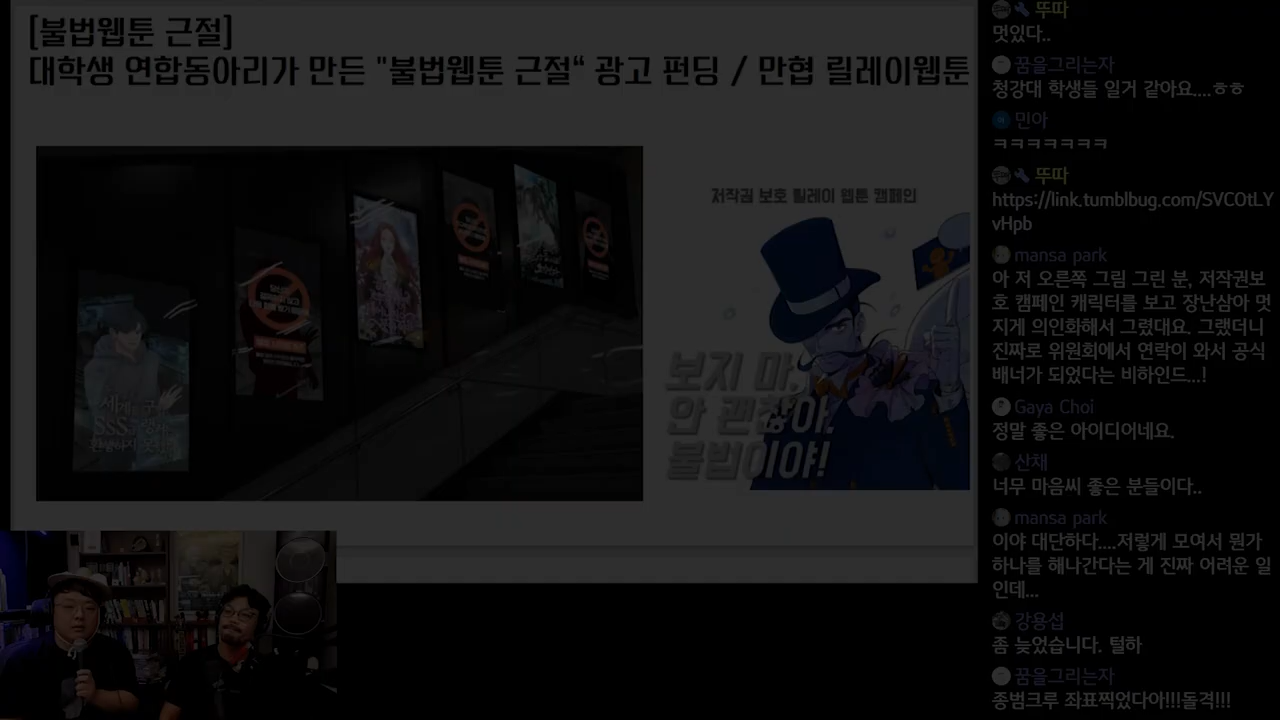 [불법웹툰 근절]
대학생 연합동아리가 만든 "불법웹툰 근절“ 광고 펀딩 / 만협 릴레이웹툰
저작권 보호 릴레이 웹툰 캠페인
보지 마.
안 괜찮아.
불법이야!
세계를 구
SSS급
환생하지 못
뚜따
멋있다..
꿈을그리는자
청강대 학생들 일거 같아요....ㅎㅎ
민아
ㅋㅋㅋㅋㅋㅋㅋ
뚜따
https://link.tumblbug.com/SVCOtLY
vHpb
mansa park
아 저 오른쪽 그림 그린 분, 저작권보
호 캠페인 캐릭터를 보고 장난삼아 멋
지게 의인화해서 그렸대요. 그랬더니
진짜로 위원회에서 연락이 와서 공식
배너가 되었다는 비하인드...!
Gaya Choi
정말 좋은 아이디어네요.
산채
너무 마음씨 좋은 분들이다..
mansa park
이야 대단하다....저렇게 모여서 뭔가
하나를 해나간다는 게 진짜 어려운 일
인데...
강용섭
좀 늦었습니다. 털하
꿈을그리는자
종범크루 좌표찍었다아!!!돌격!!!